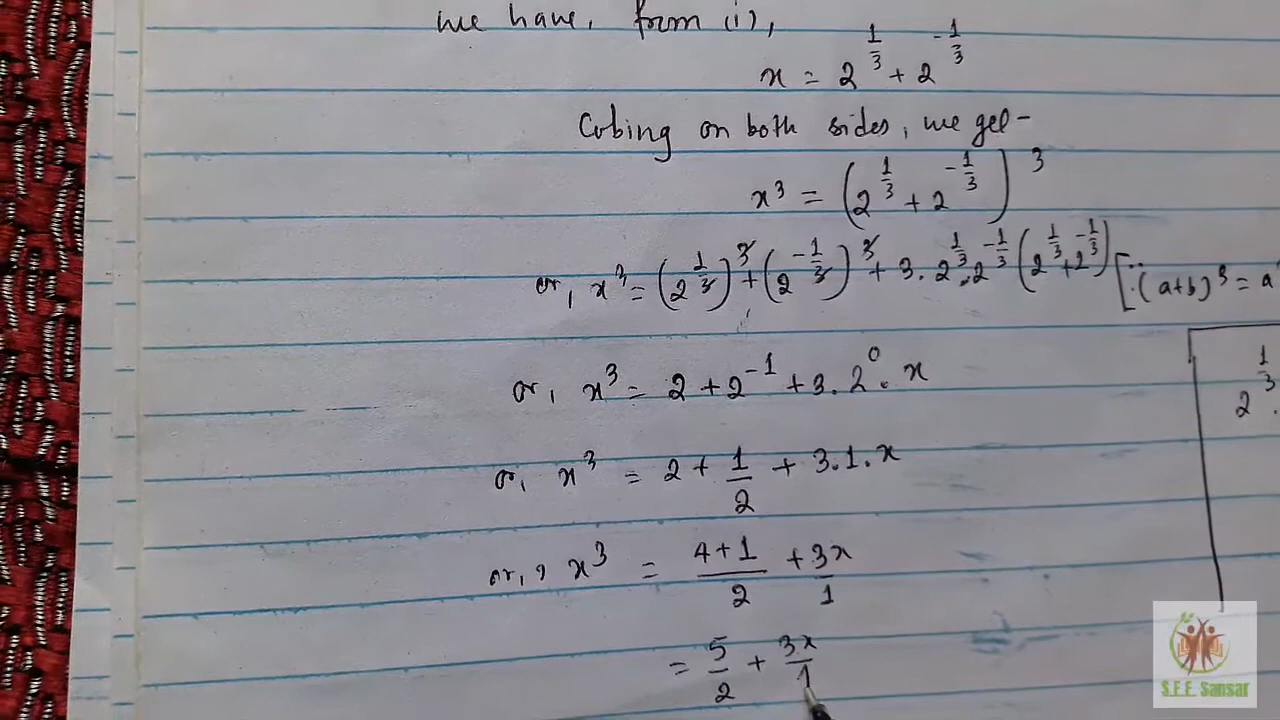 we have, from (i),
x = 2^{1/3} + 2^{-1/3}
Cubing on both sides, we get-
x³ = (2^{1/3} + 2^{-1/3})³
or, x³ = (2^{1/3})³ + (2^{-1/3})³ + 3.2^{1/3}.2^{-1/3} (2^{1/3}+2^{-1/3}) [∵ (a+b)³ = a
or, x³ = 2 + 2^{-1} + 3.2⁰.x
2^{1/3}.
or, x³ = 2 + 1/2 + 3.1.x
or, x³ = (4+1)/2 + 3x/1
= 5/2 + 3x/1
S.E.E. Sansar